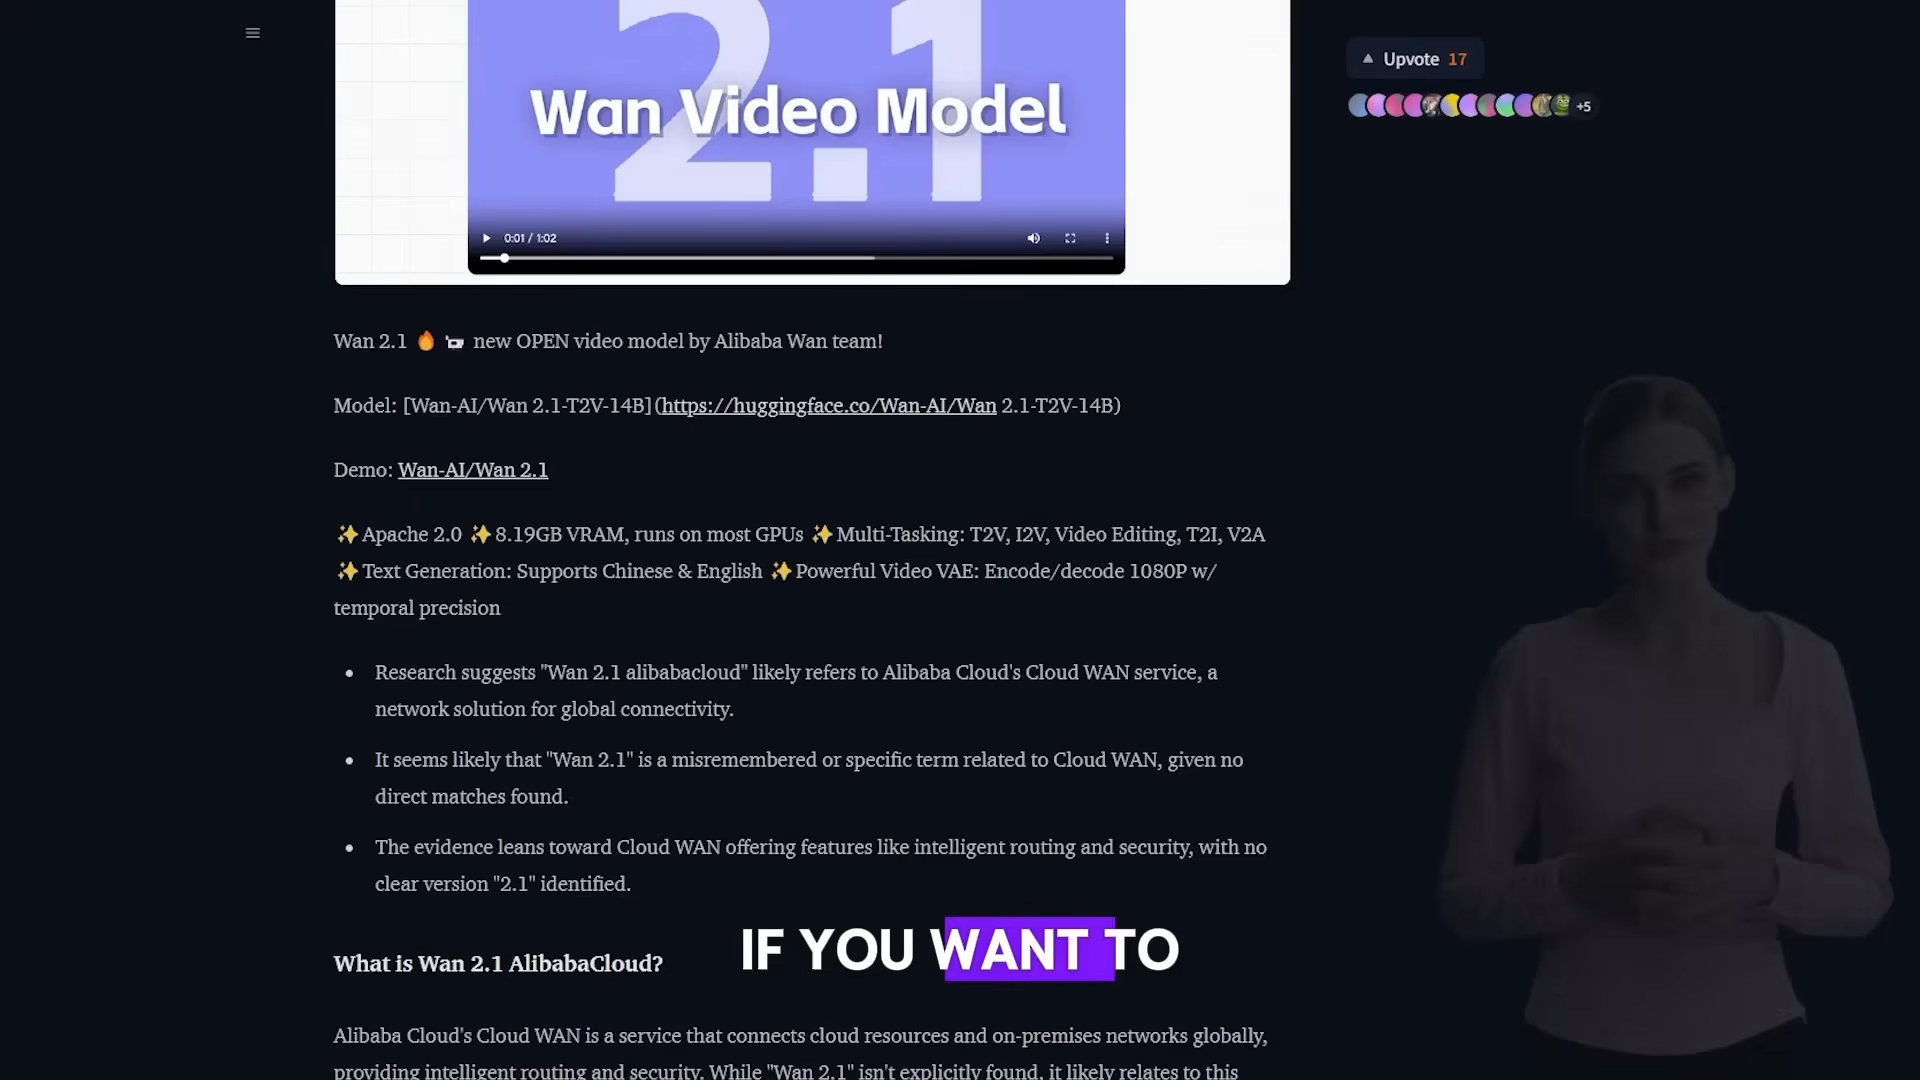 Upvote 17
+5
2.1
Wan Video Model
0:01 / 1:02
Wan 2.1 🔥 📹 new OPEN video model by Alibaba Wan team!
Model: [Wan-AI/Wan 2.1-T2V-14B](https://huggingface.co/Wan-AI/Wan 2.1-T2V-14B)
Demo: Wan-AI/Wan 2.1
✨Apache 2.0 ✨8.19GB VRAM, runs on most GPUs ✨Multi-Tasking: T2V, I2V, Video Editing, T2I, V2A
✨Text Generation: Supports Chinese & English ✨Powerful Video VAE: Encode/decode 1080P w/
temporal precision
• Research suggests "Wan 2.1 alibabacloud" likely refers to Alibaba Cloud's Cloud WAN service, a
network solution for global connectivity.
• It seems likely that "Wan 2.1" is a misremembered or specific term related to Cloud WAN, given no
direct matches found.
• The evidence leans toward Cloud WAN offering features like intelligent routing and security, with no
clear version "2.1" identified.
IF YOU WANT TO
What is Wan 2.1 AlibabaCloud?
Alibaba Cloud's Cloud WAN is a service that connects cloud resources and on-premises networks globally,
providing intelligent routing and security. While "Wan 2.1" isn't explicitly found, it likely relates to this